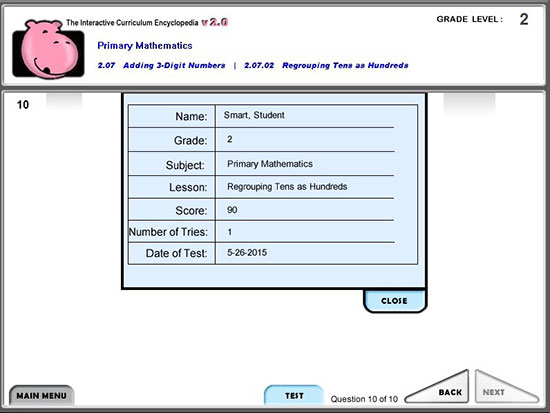 The Interactive Curriculum Encyclopedia v 2.0
GRADE LEVEL: 2
Primary Mathematics
2.07 Adding 3-Digit Numbers | 2.07.02 Regrouping Tens as Hundreds
10
Name: Smart, Student
Grade: 2
Subject: Primary Mathematics
Lesson: Regrouping Tens as Hundreds
Score: 90
Number of Tries: 1
Date of Test: 5-26-2015
CLOSE
MAIN MENU
TEST
Question 10 of 10
BACK
NEXT